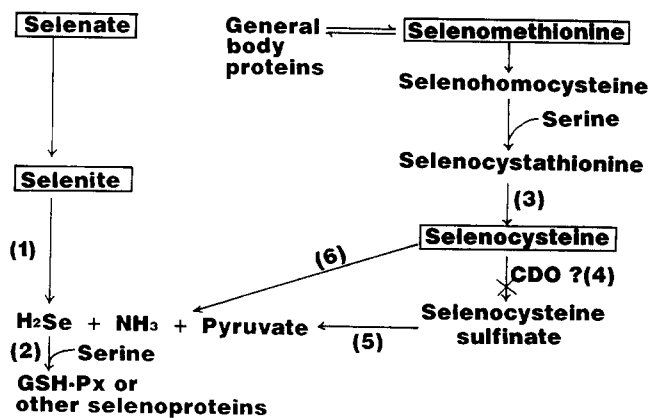 Selenate
General
body
proteins
Selenomethionine
Selenohomocysteine
Serine
Selenocystathionine
Selenite
(3)
Selenocysteine
(1)
(6)
CDO ?(4)
H2Se + NH3 + Pyruvate
Selenocysteine
sulfinate
(5)
(2)
Serine
GSH·Px or
other selenoproteins